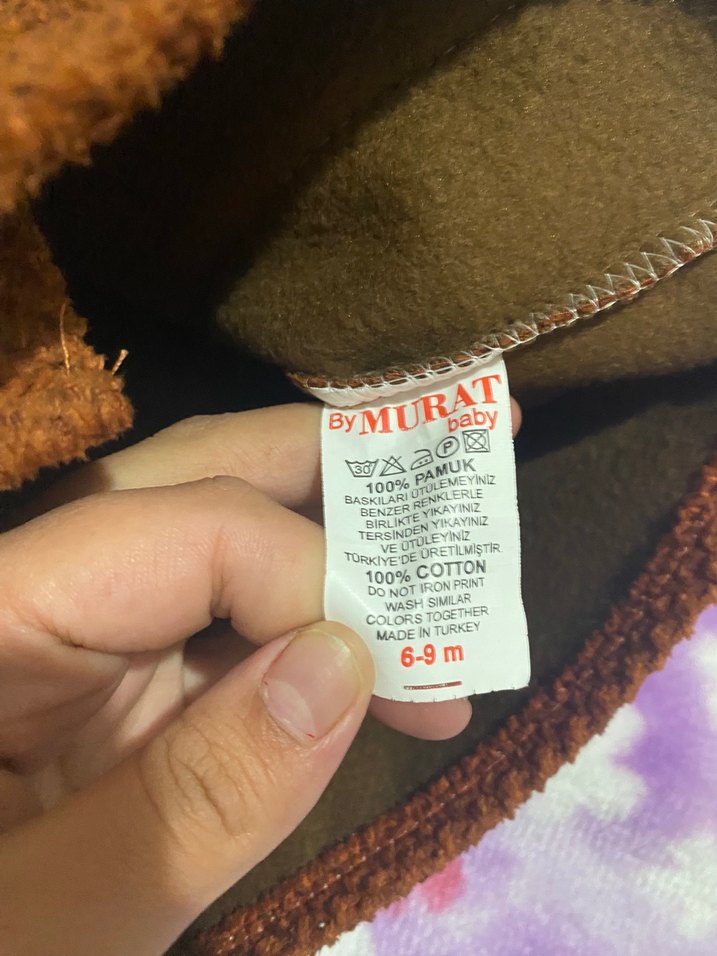 By MURAT
baby
30 P
100% PAMUK
BASKILARI ÜTÜLEMEYİNİZ
BENZER RENKLERLE
BİRLİKTE YIKAYINIZ
TERSİNDEN YIKAYINIZ
VE ÜTÜLEYİNİZ
TÜRKİYE'DE ÜRETİLMİŞTİR.
100% COTTON
DO NOT IRON PRINT
WASH SIMILAR
COLORS TOGETHER
MADE İN TURKEY
6-9 m